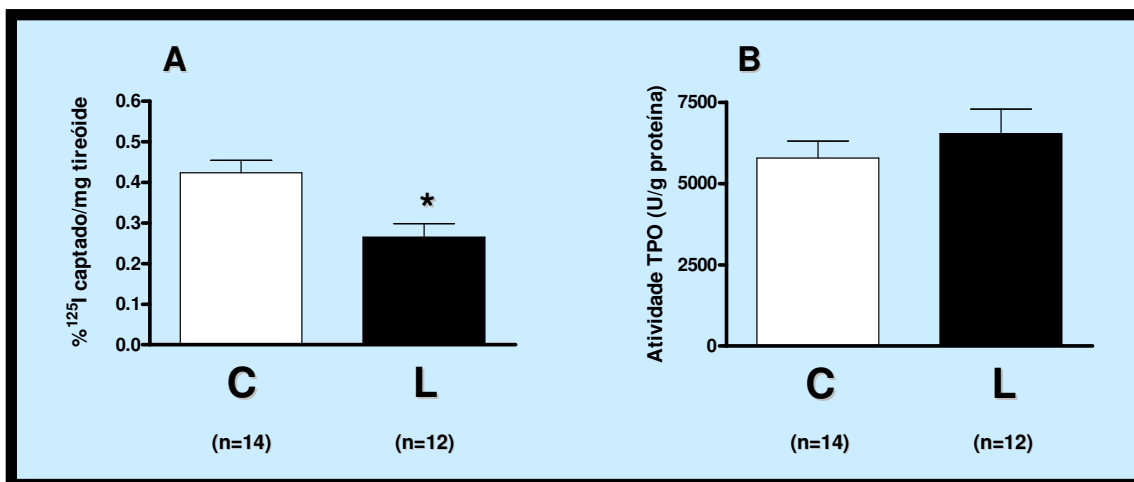 A
%¹²⁵I captado/mg tireóide
0.6
0.5
0.4
0.3
0.2
0.1
0.0
*
C
L
(n=14)
(n=12)
B
Atividade TPO (U/g proteína)
7500
5000
2500
0
C
L
(n=14)
(n=12)